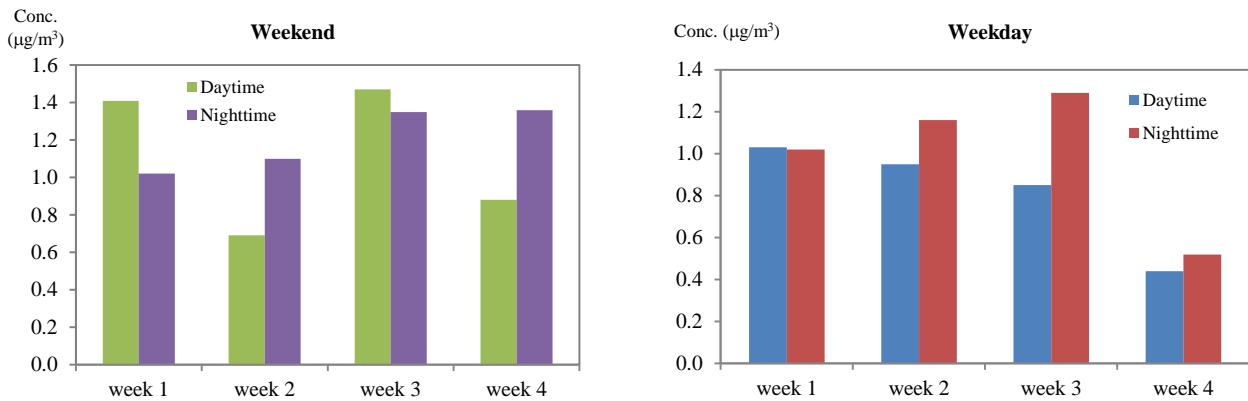 Conc.
(μg/m³)
Weekend
1.6
1.4
1.2
1.0
0.8
0.6
0.4
0.2
0.0
Daytime
Nighttime
week 1 week 2 week 3 week 4
Conc. (μg/m³)
Weekday
1.4
1.2
1.0
0.8
0.6
0.4
0.2
0.0
Daytime
Nighttime
week 1 week 2 week 3 week 4